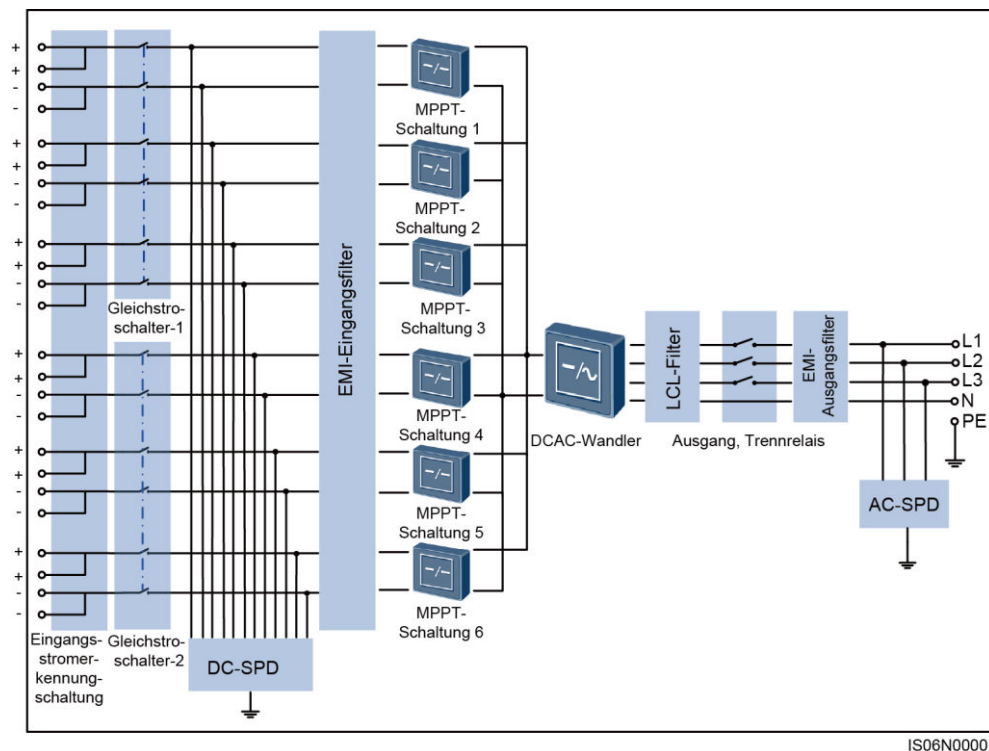 +
+
-
-
+
+
-
-
+
+
-
-
+
+
-
-
+
+
-
-
+
+
-
-
Eingangs-
stromer-
kennung-
schaltung
Gleichstro-
schalter-1
Gleichstro-
schalter-2
DC-SPD
EMI-Eingangsfilter
MPPT-
Schaltung 1
MPPT-
Schaltung 2
MPPT-
Schaltung 3
MPPT-
Schaltung 4
MPPT-
Schaltung 5
MPPT-
Schaltung 6
DCAC-Wandler
LCL-Filter
Ausgang, Trennrelais
EMI-
Ausgangsfilter
L1
L2
L3
N
PE
AC-SPD
IS06N0000